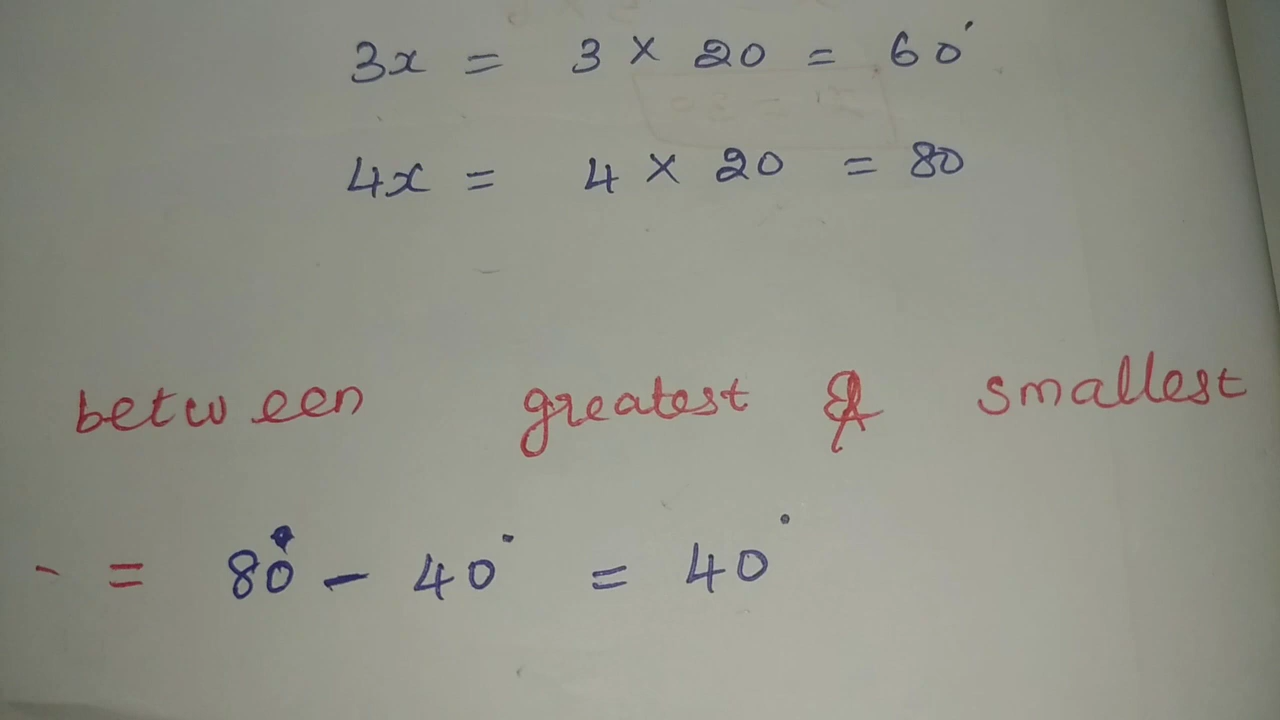 3x = 3 × 20 = 60°
4x = 4 × 20 = 80
between greatest & smallest
- = 80° - 40° = 40°